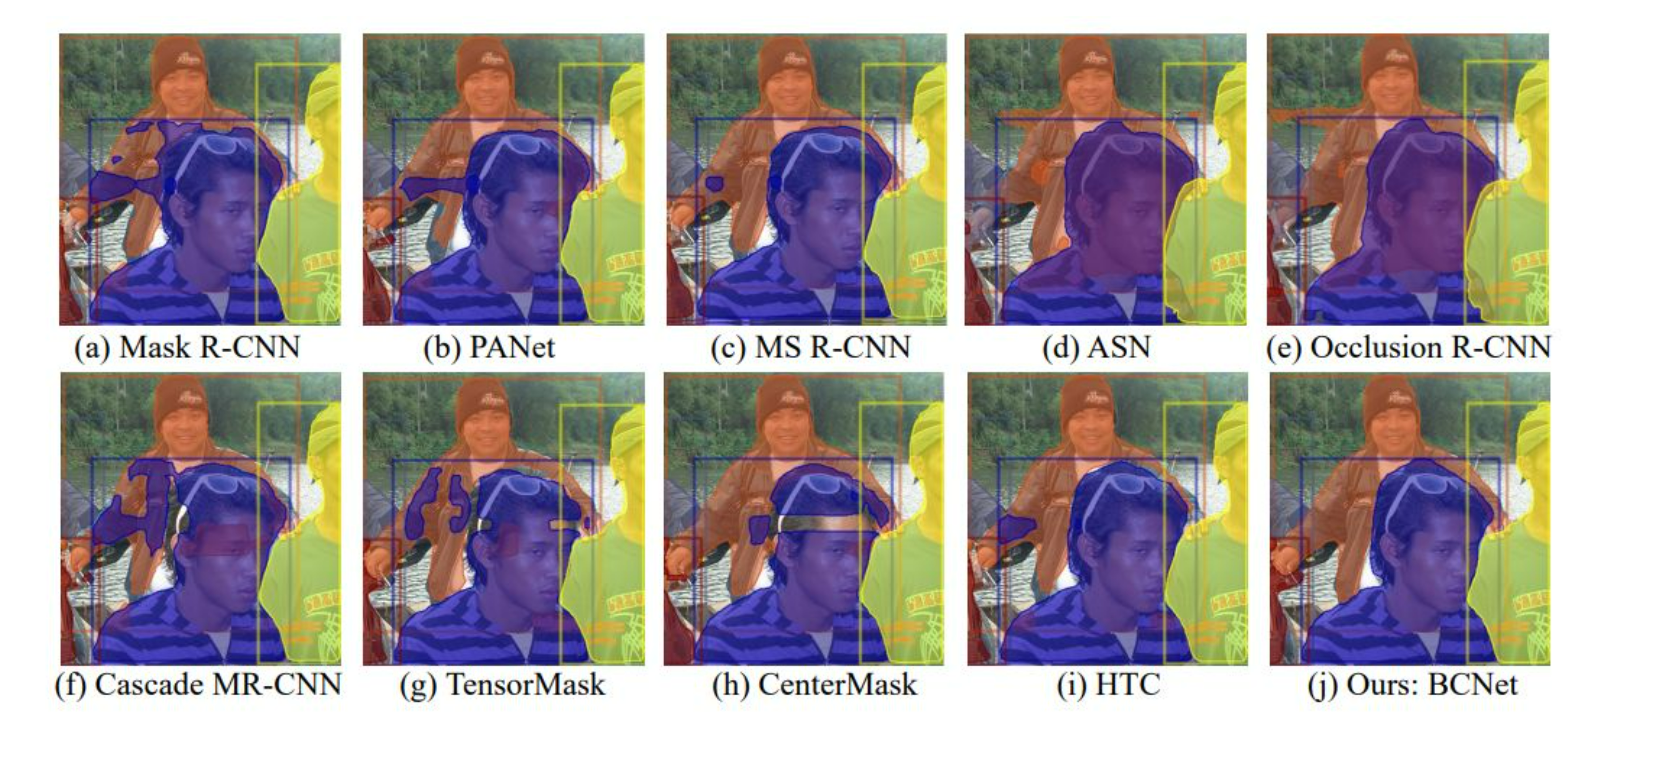 (a) Mask R-CNN
(b) PANet
(c) MS R-CNN
(d) ASN
(e) Occlusion R-CNN
(f) Cascade MR-CNN
(g) TensorMask
(h) CenterMask
(i) HTC
(j) Ours: BCNet